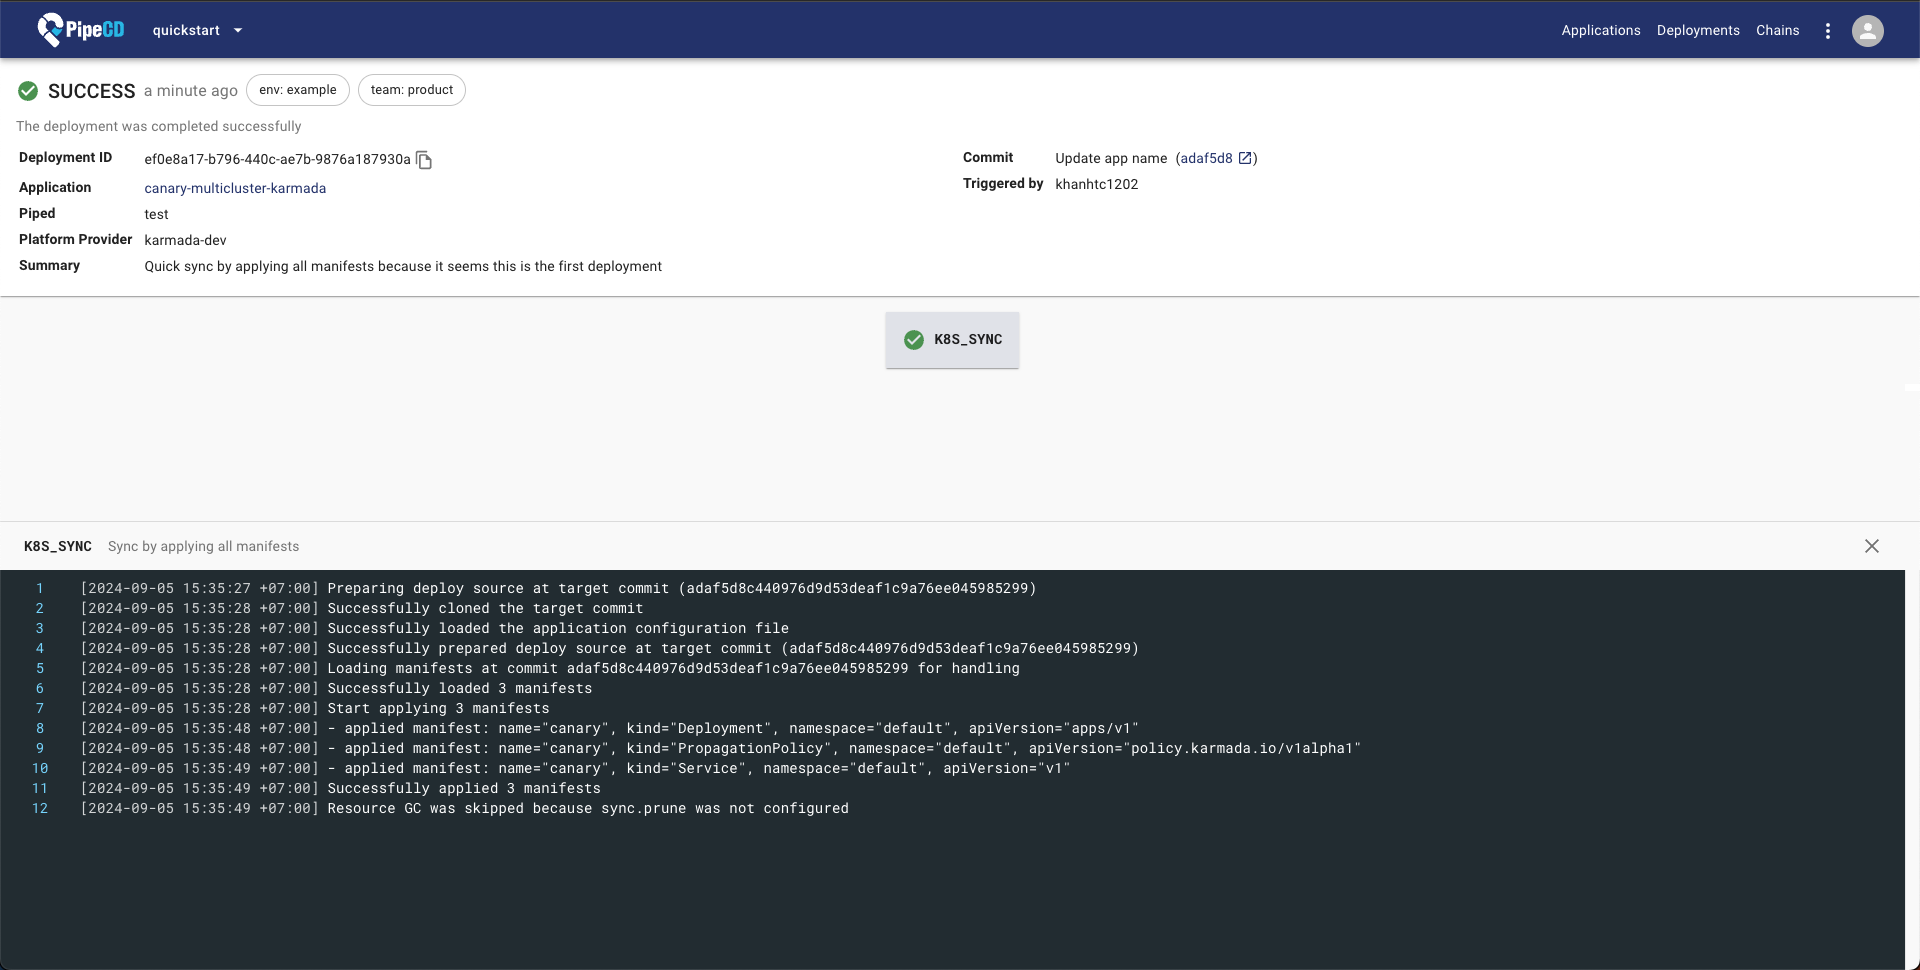 PipeCD quickstart Applications Deployments Chains
SUCCESS a minute ago env: example team: product
The deployment was completed successfully
Deployment ID ef0e8a17-b796-440c-ae7b-9876a187930a
Application canary-multicluster-karmada
Piped test
Platform Provider karmada-dev
Summary Quick sync by applying all manifests because it seems this is the first deployment
Commit Update app name (adaf5d8)
Triggered by khanhtc1202
K8S_SYNC
K8S_SYNC Sync by applying all manifests
1 [2024-09-05 15:35:27 +07:00] Preparing deploy source at target commit (adaf5d8c440976d9d53deaf1c9a76ee045985299)
2 [2024-09-05 15:35:28 +07:00] Successfully cloned the target commit
3 [2024-09-05 15:35:28 +07:00] Successfully loaded the application configuration file
4 [2024-09-05 15:35:28 +07:00] Successfully prepared deploy source at target commit (adaf5d8c440976d9d53deaf1c9a76ee045985299)
5 [2024-09-05 15:35:28 +07:00] Loading manifests at commit adaf5d8c440976d9d53deaf1c9a76ee045985299 for handling
6 [2024-09-05 15:35:28 +07:00] Successfully loaded 3 manifests
7 [2024-09-05 15:35:28 +07:00] Start applying 3 manifests
8 [2024-09-05 15:35:48 +07:00] - applied manifest: name="canary", kind="Deployment", namespace="default", apiVersion="apps/v1"
9 [2024-09-05 15:35:48 +07:00] - applied manifest: name="canary", kind="PropagationPolicy", namespace="default", apiVersion="policy.karmada.io/v1alpha1"
10 [2024-09-05 15:35:49 +07:00] - applied manifest: name="canary", kind="Service", namespace="default", apiVersion="v1"
11 [2024-09-05 15:35:49 +07:00] Successfully applied 3 manifests
12 [2024-09-05 15:35:49 +07:00] Resource GC was skipped because sync.prune was not configured